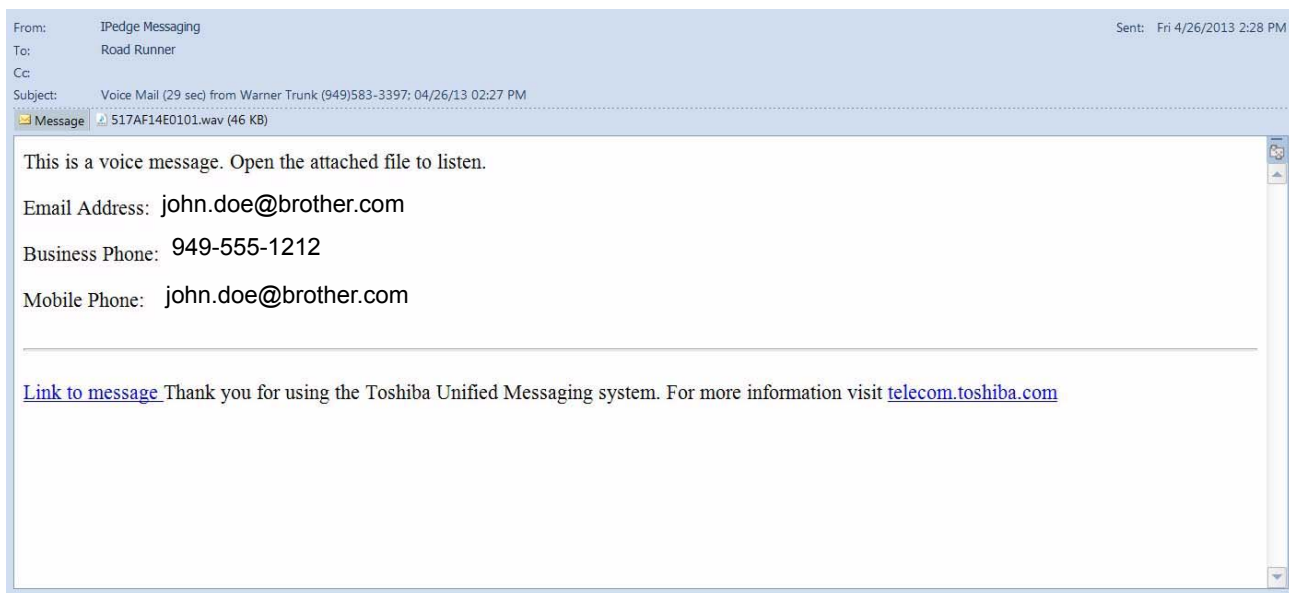 From: IPedge Messaging Sent: Fri 4/26/2013 2:28 PM
To: Road Runner
Cc:
Subject: Voice Mail (29 sec) from Warner Trunk (949)583-3397; 04/26/13 02:27 PM
Message 517AF14E0101.wav (46 KB)
This is a voice message. Open the attached file to listen.
Email Address: john.doe@brother.com
Business Phone: 949-555-1212
Mobile Phone: john.doe@brother.com
Link to message Thank you for using the Toshiba Unified Messaging system. For more information visit telecom.toshiba.com